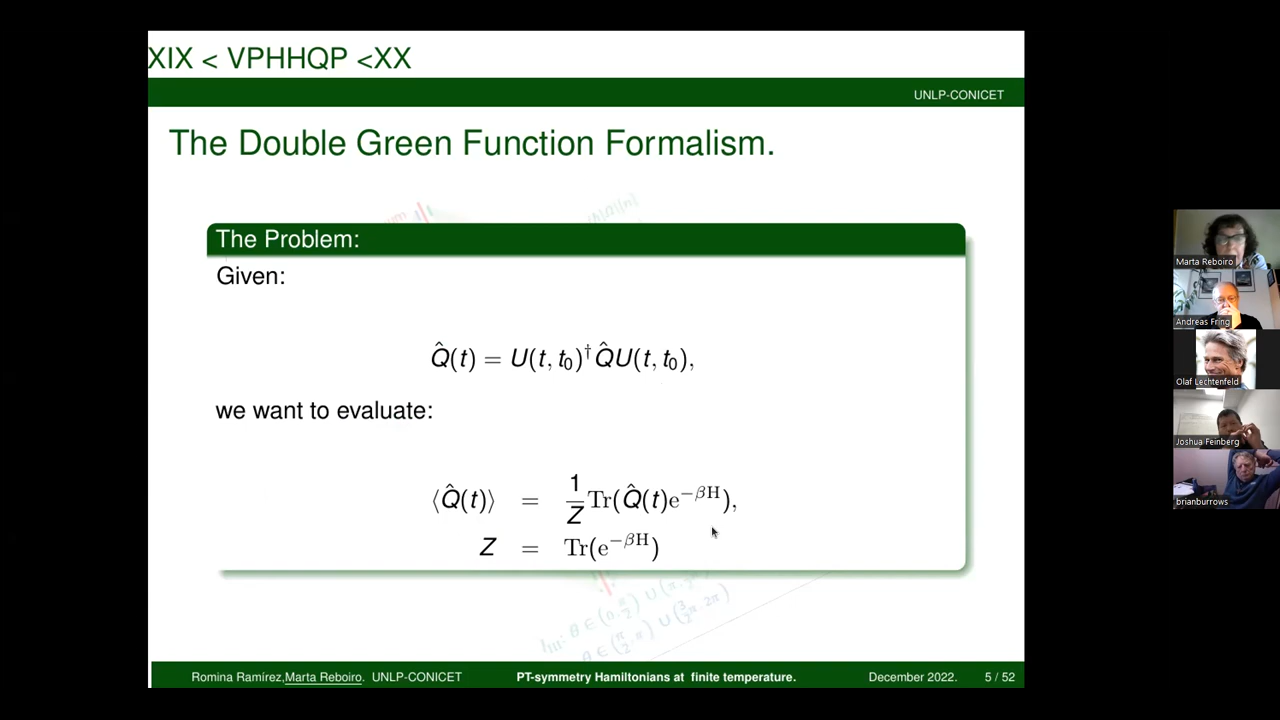 XIX < VPHHQP <XX
UNLP-CONICET
The Double Green Function Formalism.
The Problem:
Given:
Q̂(t) = U(t, t₀)†Q̂U(t, t₀),
we want to evaluate:
⟨Q̂(t)⟩ = 1/Z Tr(Q̂(t)e^−βH),
Z = Tr(e^−βH)
Romina Ramírez,Marta Reboiro. UNLP-CONICET PT-symmetry Hamiltonians at finite temperature. December 2022. 5 / 52
Marta Reboiro
Andreas Fring
Olaf Lechtenfeld
Joshua Feinberg
brianburrows